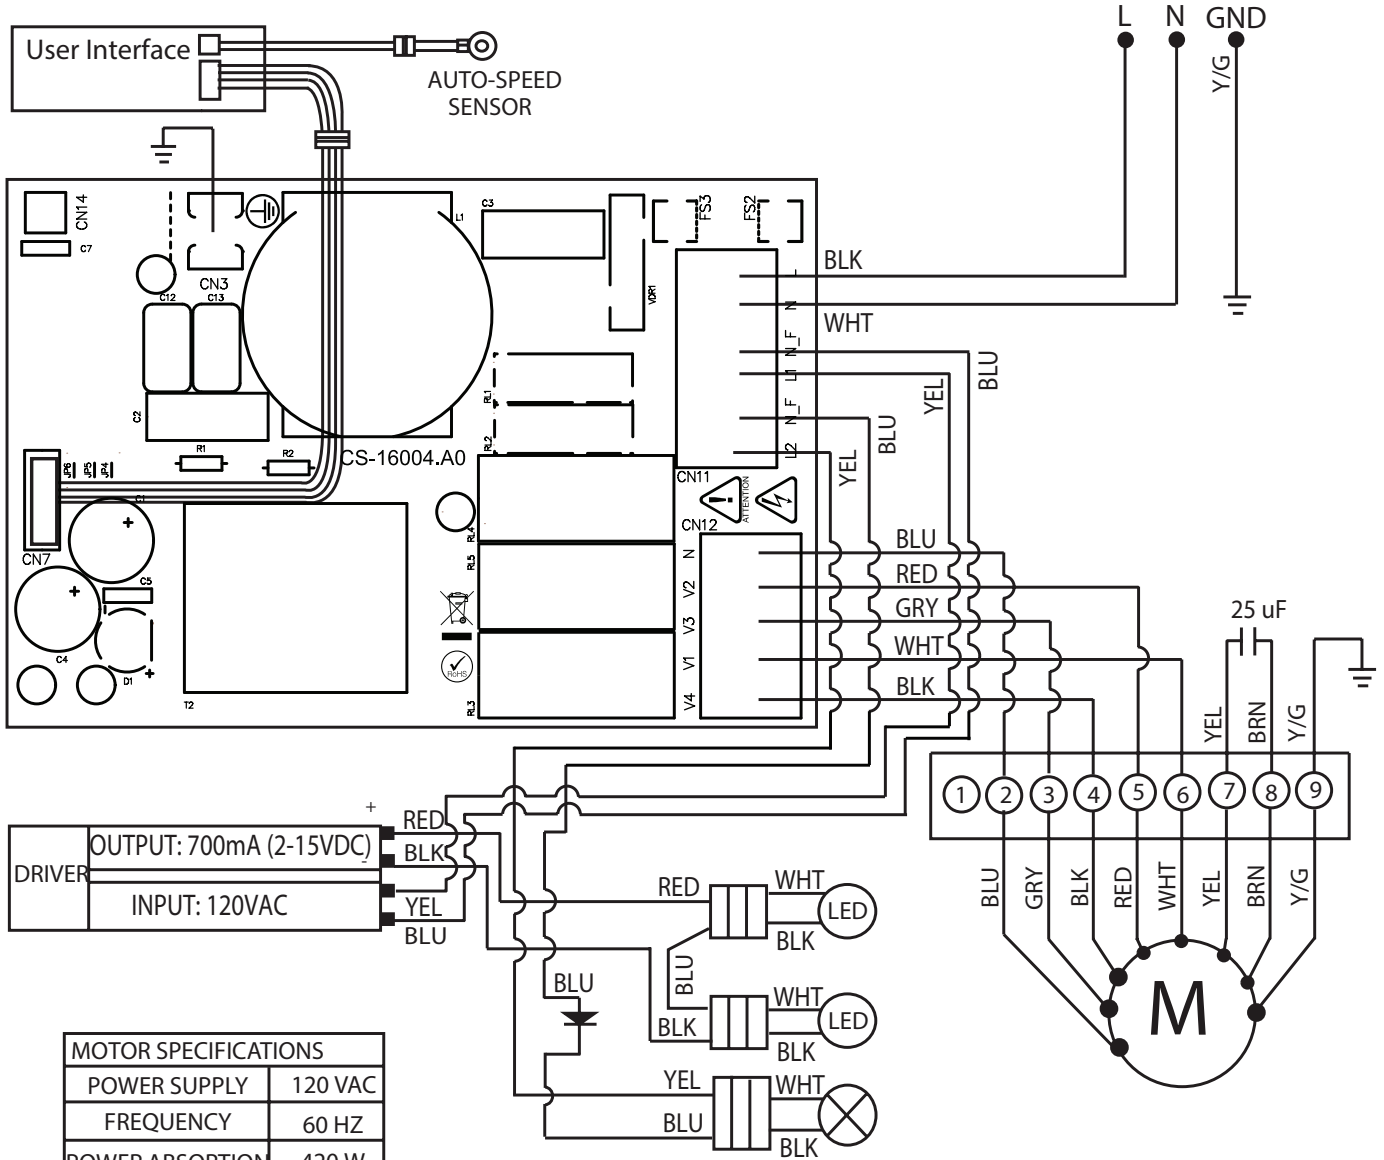 L N GND
User Interface
AUTO-SPEED
SENSOR
Y/G
CN14
C7
CN3
C12
C13
L1
C3
VDR1
FS3
FS2
BLK
L
N
WHT
N_F
L1
N_F
L2
YEL
BLU
YEL
BLU
C2
R1
R2
RL1
RL2
CS-16004.A0
CN11
ATTENTION
CN12
JP6
JP5
JP4
CN7
C1
+
+
C5
C4
D1
+
T2
RL4
RL5
RL3
RoHS
N
V2
V3
V1
V4
BLU
RED
GRY
WHT
BLK
25 uF
YEL
BRN
Y/G
1 2 3 4 5 6 7 8 9
BLU
GRY
BLK
RED
WHT
YEL
BRN
Y/G
M
+
DRIVER
OUTPUT: 700mA (2-15VDC)
-
INPUT: 120VAC
RED
BLK
YEL
BLU
RED
WHT
LED
BLK
BLU
WHT
LED
BLK
BLK
BLU
YEL
WHT
BLU
BLK
MOTOR SPECIFICATIONS
POWER SUPPLY 120 VAC
FREQUENCY 60 HZ
POWER ABSORPTION 420 W